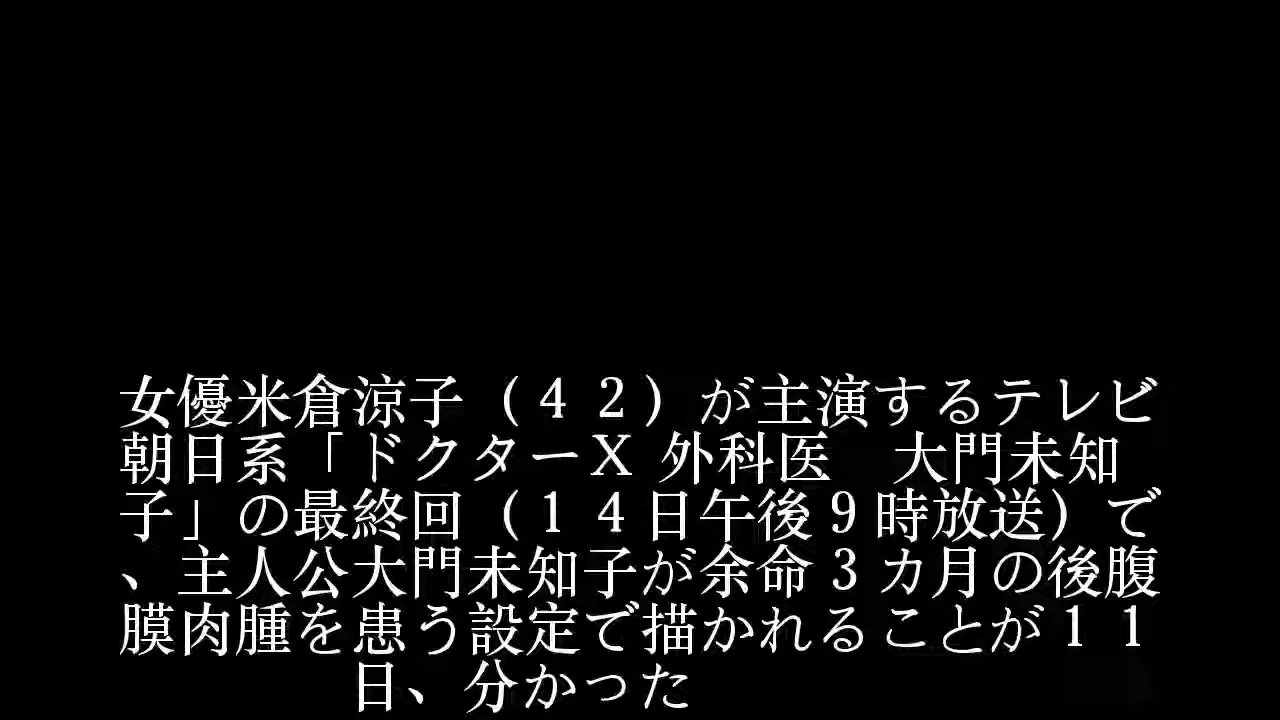 女優米倉涼子（４２）が主演するテレビ
朝日系「ドクターＸ 外科医　大門未知
子」の最終回（１４日午後９時放送）で
、主人公大門未知子が余命３カ月の後腹
膜肉腫を患う設定で描かれることが１１
日、分かった